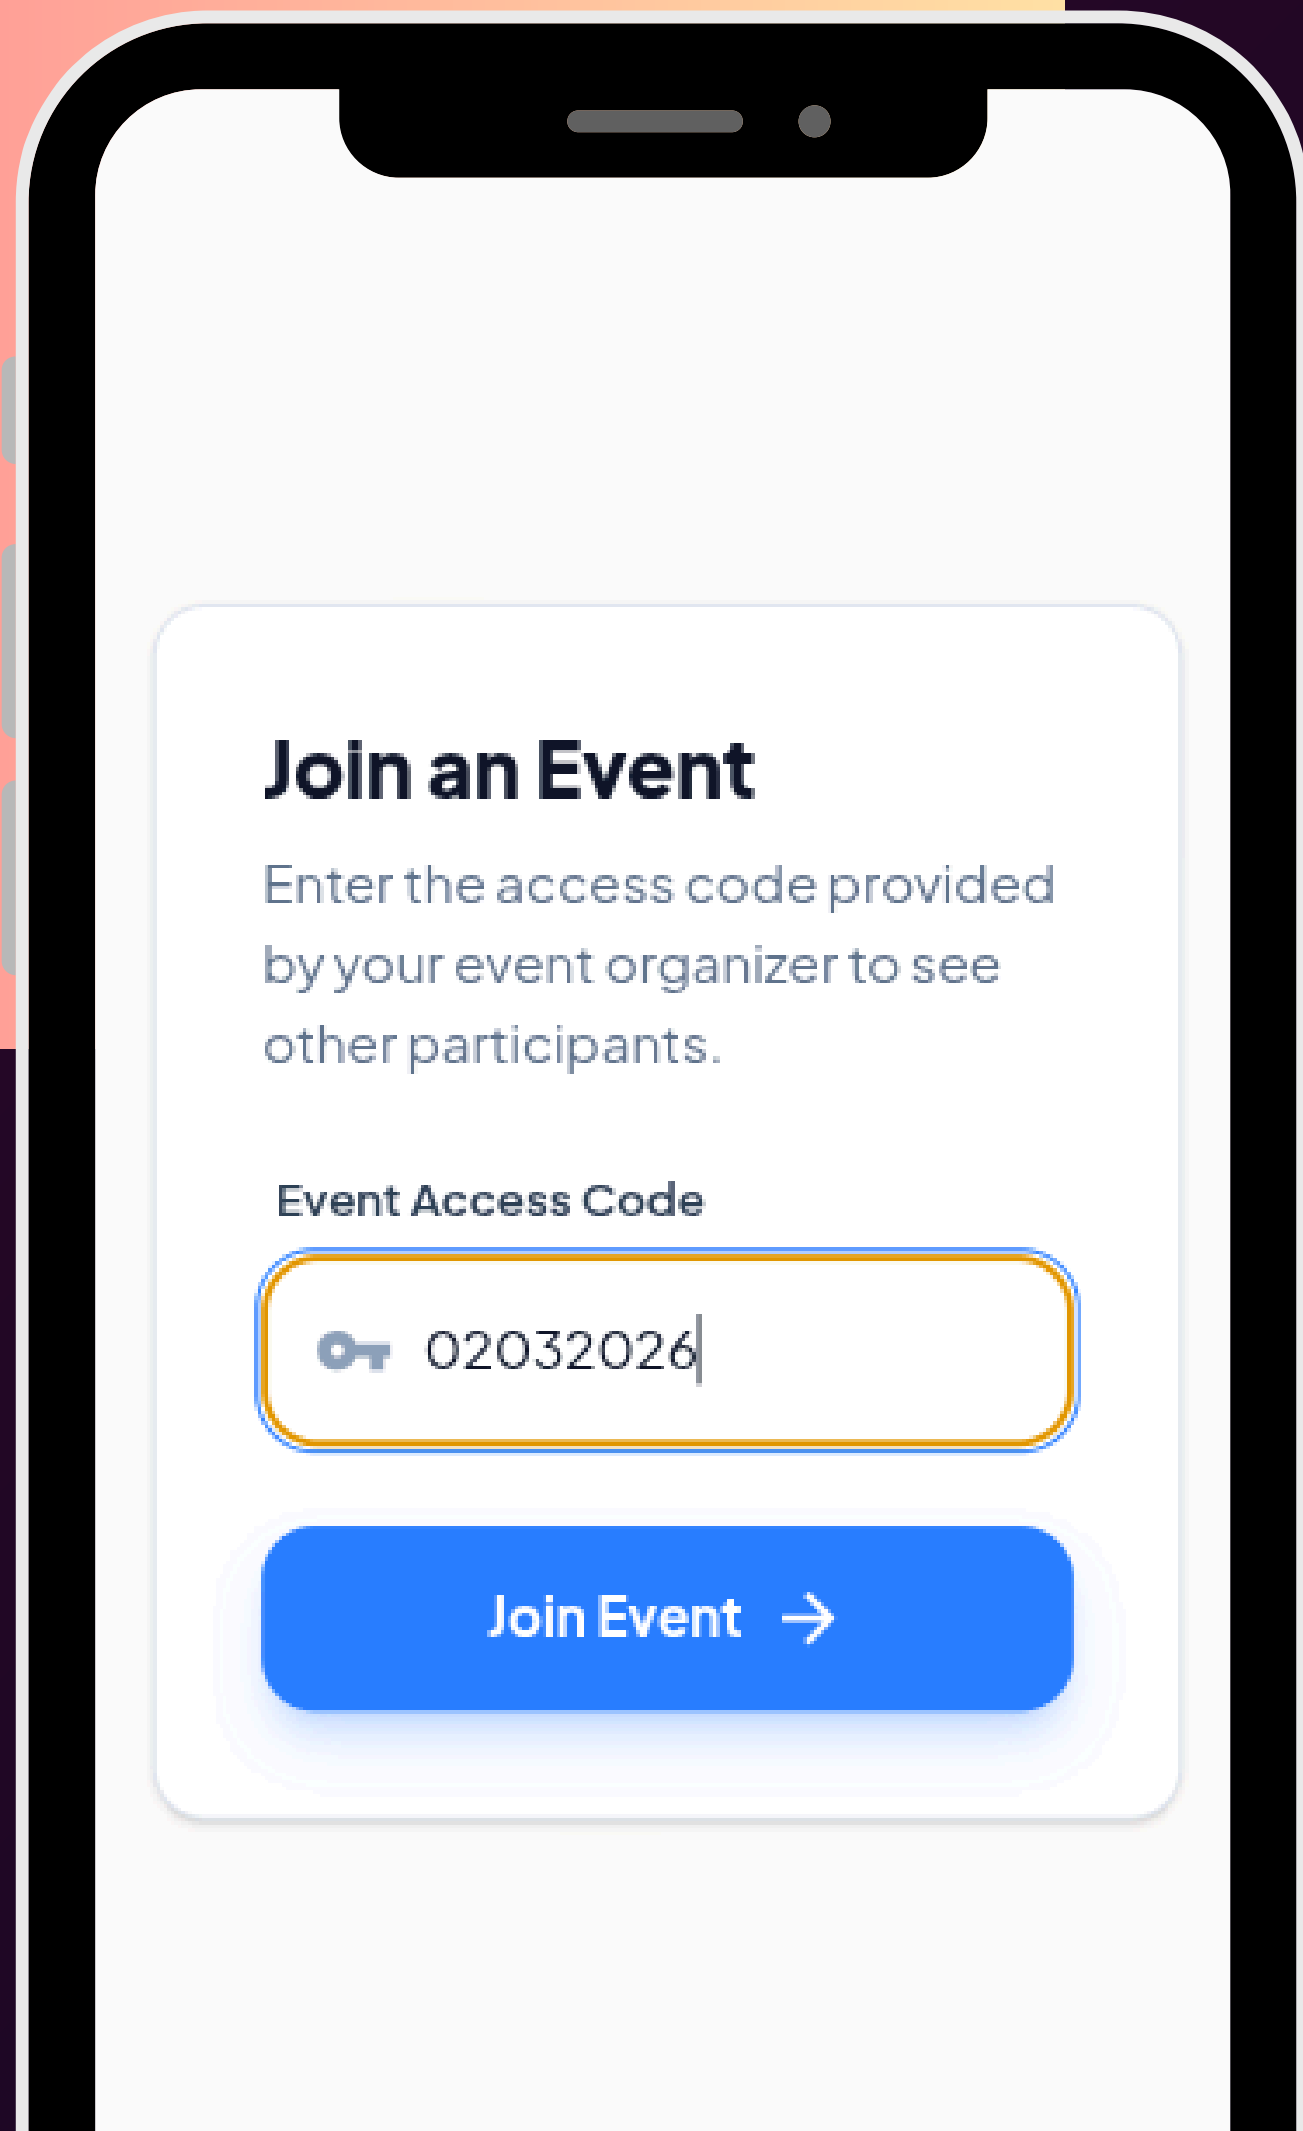 Join an Event
Enter the access code provided
by your event organizer to see
other participants.
Event Access Code
02032026
Join Event →